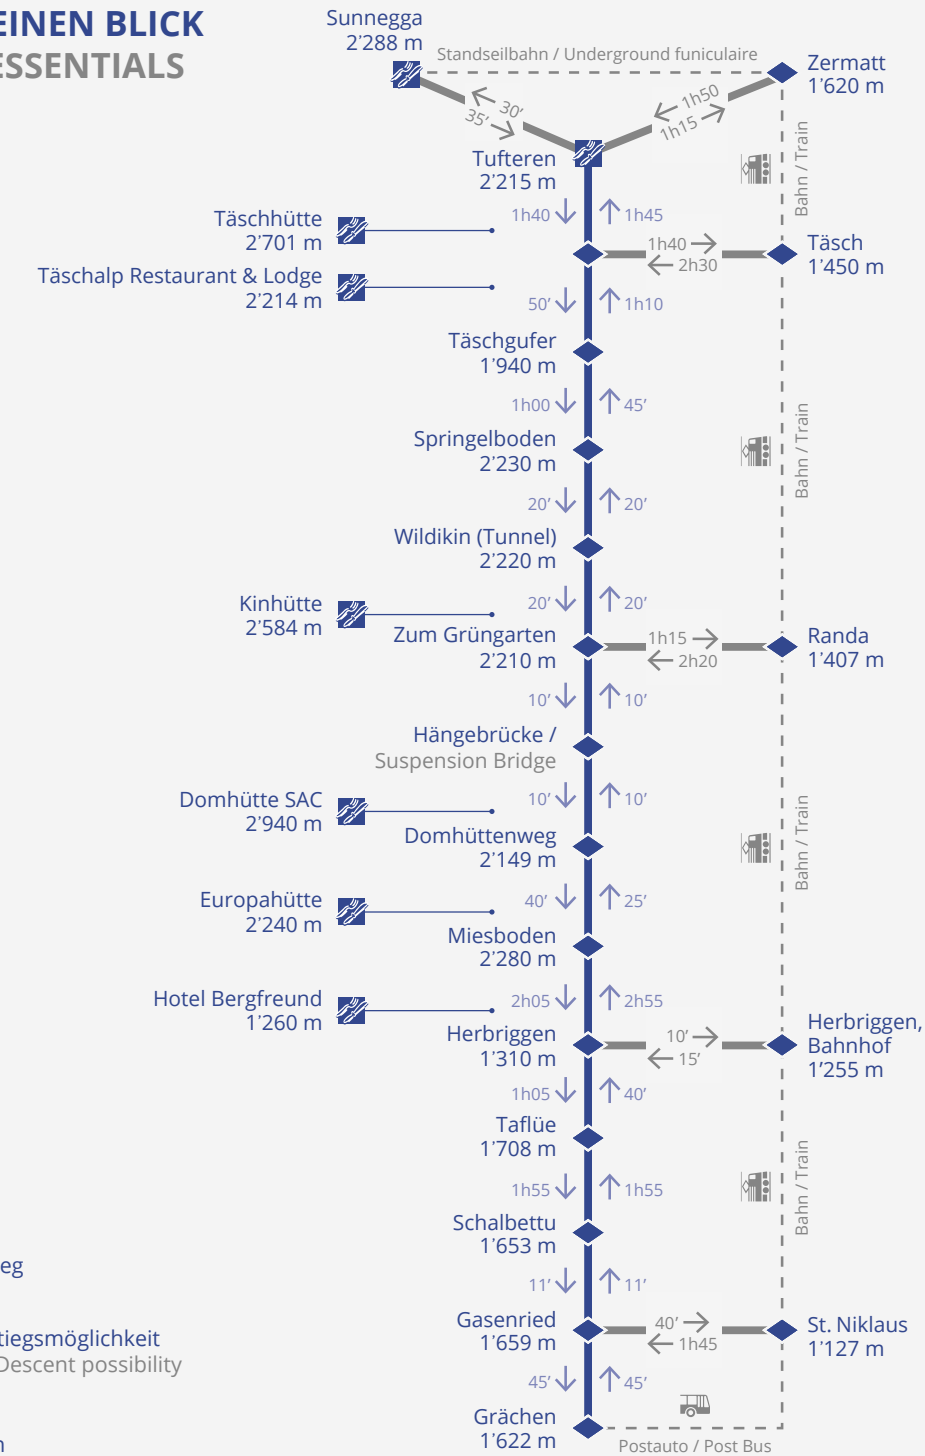 EINEN BLICK
ESSENTIALS
Sunnegga
2’288 m
Standseilbahn / Underground funiculaire
Zermatt
1’620 m
30’
35’
1h50
1h15
Bahn / Train
Tufteren
2’215 m
1h40
1h45
Täschhütte
2’701 m
1h40
2h30
Täsch
1’450 m
Täschalp Restaurant & Lodge
2’214 m
50’
1h10
Täschgufer
1’940 m
1h00
45’
Springelboden
2’230 m
Bahn / Train
20’
20’
Wildikin (Tunnel)
2’220 m
20’
20’
Kinhütte
2’584 m
Zum Grüngarten
2’210 m
1h15
2h20
Randa
1’407 m
10’
10’
Hängebrücke /
Suspension Bridge
10’
10’
Domhütte SAC
2’940 m
Domhüttenweg
2’149 m
Bahn / Train
40’
25’
Europahütte
2’240 m
Miesboden
2’280 m
2h05
2h55
Hotel Bergfreund
1’260 m
Herbriggen
1’310 m
10’
15’
Herbriggen,
Bahnhof
1’255 m
1h05
40’
Taflüe
1’708 m
1h55
1h55
Bahn / Train
Schalbettu
1’653 m
eg
11’
11’
Gasenried
1’659 m
40’
1h45
St. Niklaus
1’127 m
tiegsmöglichkeit
Descent possibility
45’
45’
Grächen
1’622 m
Postauto / Post Bus